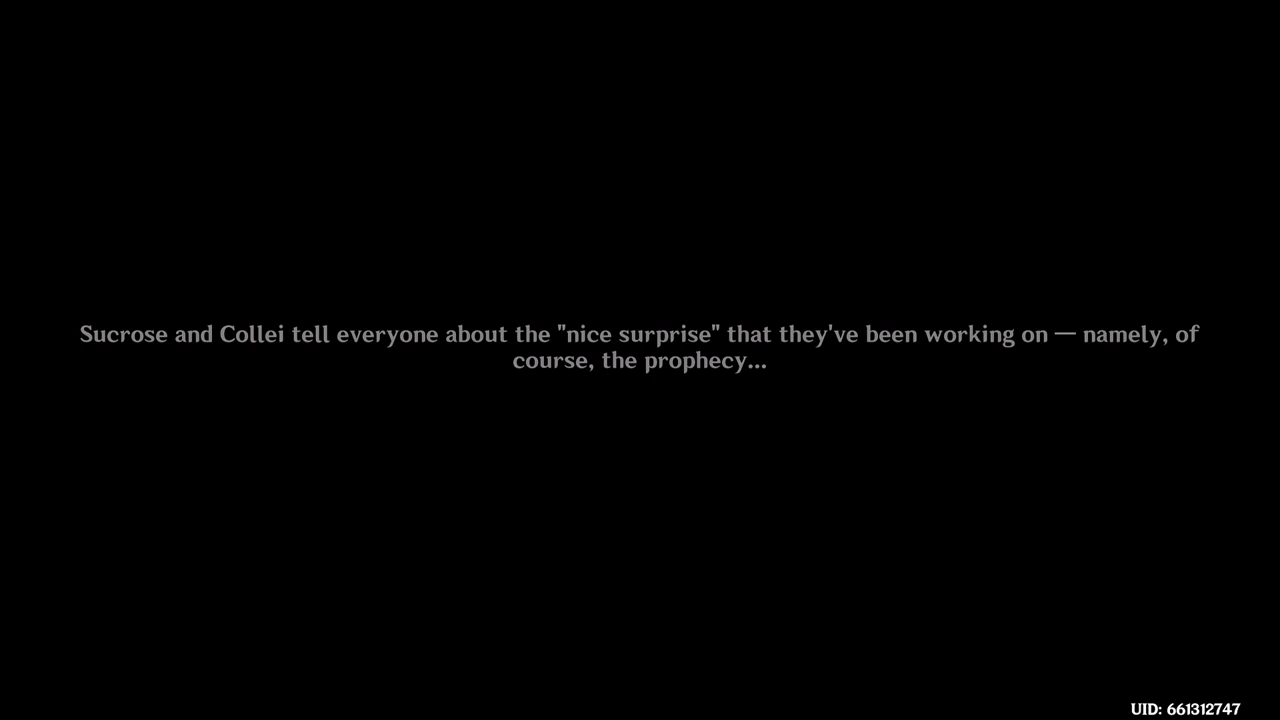 Sucrose and Collei tell everyone about the "nice surprise" that they've been working on — namely, of
course, the prophecy...
UID: 661312747